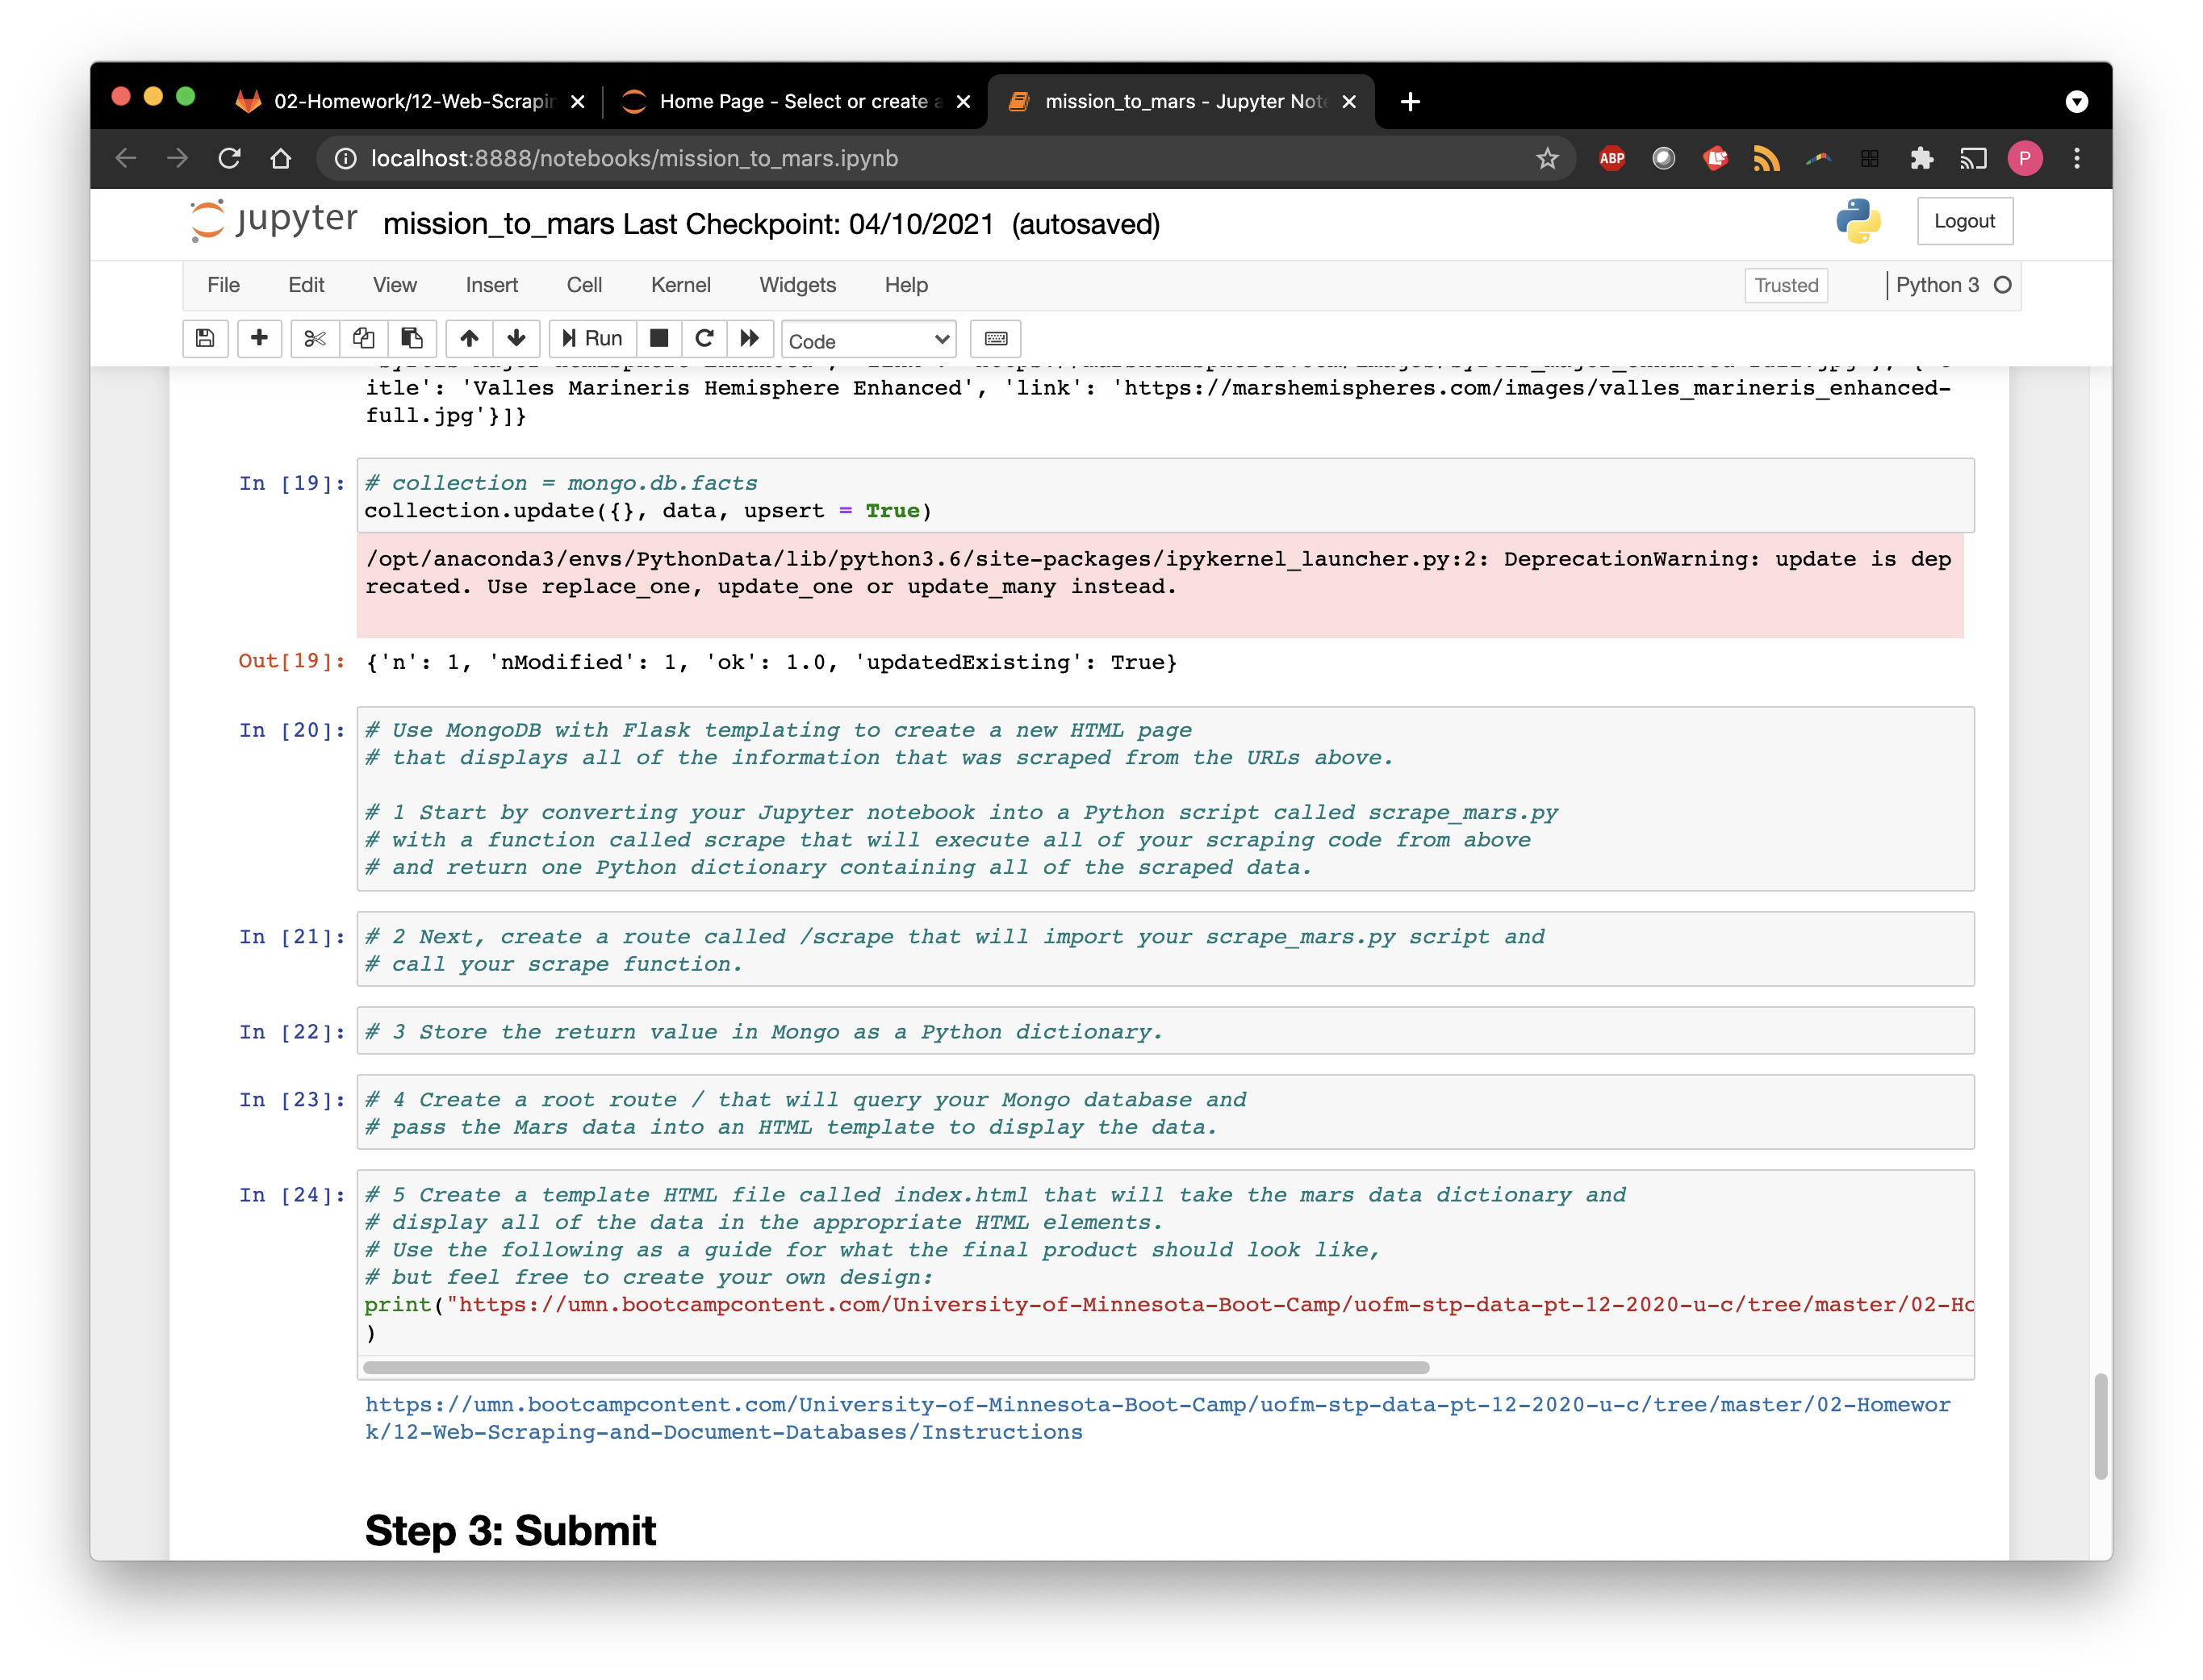 02-Homework/12-Web-Scrapin
Home Page - Select or create a
mission_to_mars - Jupyter Note
localhost:8888/notebooks/mission_to_mars.ipynb
ABP
P
jupyter mission_to_mars Last Checkpoint: 04/10/2021 (autosaved)
Logout
File Edit View Insert Cell Kernel Widgets Help
Trusted
Python 3
Run
Code
itle': 'Valles Marineris Hemisphere Enhanced', 'link': 'https://marshemispheres.com/images/valles_marineris_enhanced-
full.jpg'}]}
In [19]: # collection = mongo.db.facts
collection.update({}, data, upsert = True)
/opt/anaconda3/envs/PythonData/lib/python3.6/site-packages/ipykernel_launcher.py:2: DeprecationWarning: update is dep
recated. Use replace_one, update_one or update_many instead.
Out[19]: {'n': 1, 'nModified': 1, 'ok': 1.0, 'updatedExisting': True}
In [20]: # Use MongoDB with Flask templating to create a new HTML page
# that displays all of the information that was scraped from the URLs above.
# 1 Start by converting your Jupyter notebook into a Python script called scrape_mars.py
# with a function called scrape that will execute all of your scraping code from above
# and return one Python dictionary containing all of the scraped data.
In [21]: # 2 Next, create a route called /scrape that will import your scrape_mars.py script and
# call your scrape function.
In [22]: # 3 Store the return value in Mongo as a Python dictionary.
In [23]: # 4 Create a root route / that will query your Mongo database and
# pass the Mars data into an HTML template to display the data.
In [24]: # 5 Create a template HTML file called index.html that will take the mars data dictionary and
# display all of the data in the appropriate HTML elements.
# Use the following as a guide for what the final product should look like,
# but feel free to create your own design:
print("https://umn.bootcampcontent.com/University-of-Minnesota-Boot-Camp/uofm-stp-data-pt-12-2020-u-c/tree/master/02-Ho
)
https://umn.bootcampcontent.com/University-of-Minnesota-Boot-Camp/uofm-stp-data-pt-12-2020-u-c/tree/master/02-Homewor
k/12-Web-Scraping-and-Document-Databases/Instructions
Step 3: Submit